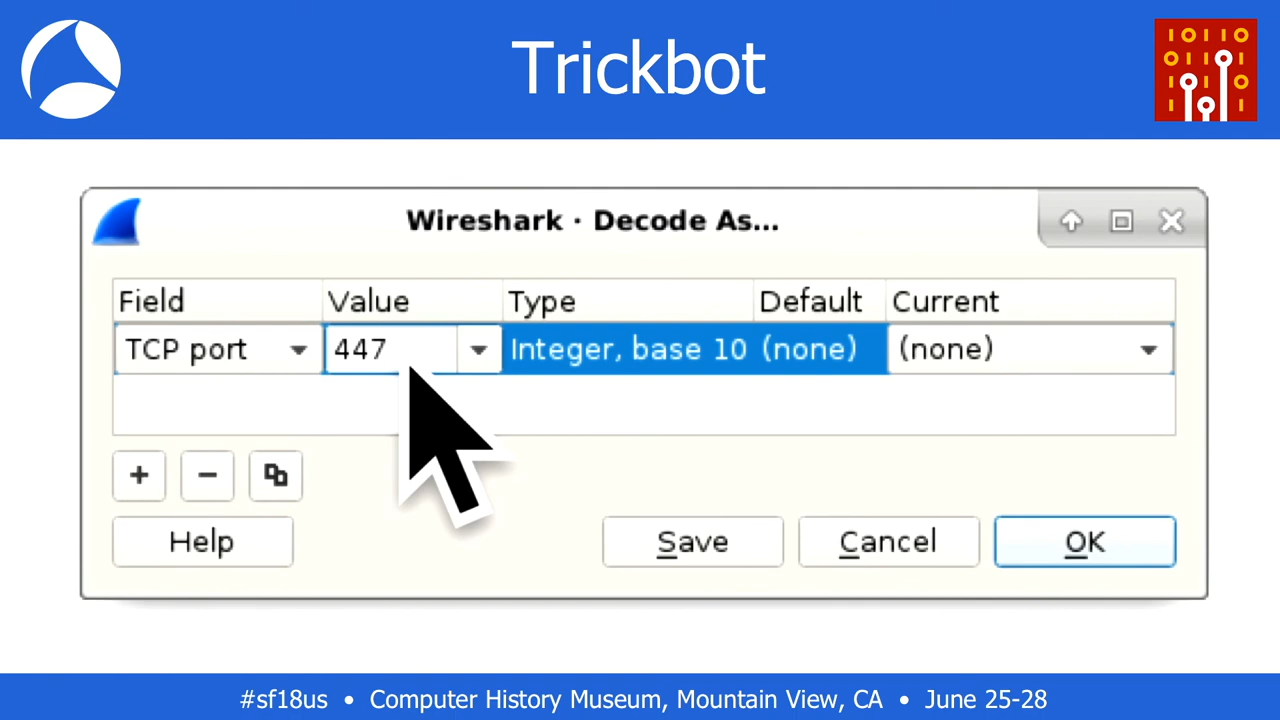 Trickbot
Wireshark · Decode As...
Field Value Type Default Current
TCP port 447 Integer, base 10 (none) (none)
+ −
Help Save Cancel OK
#sf18us • Computer History Museum, Mountain View, CA • June 25-28